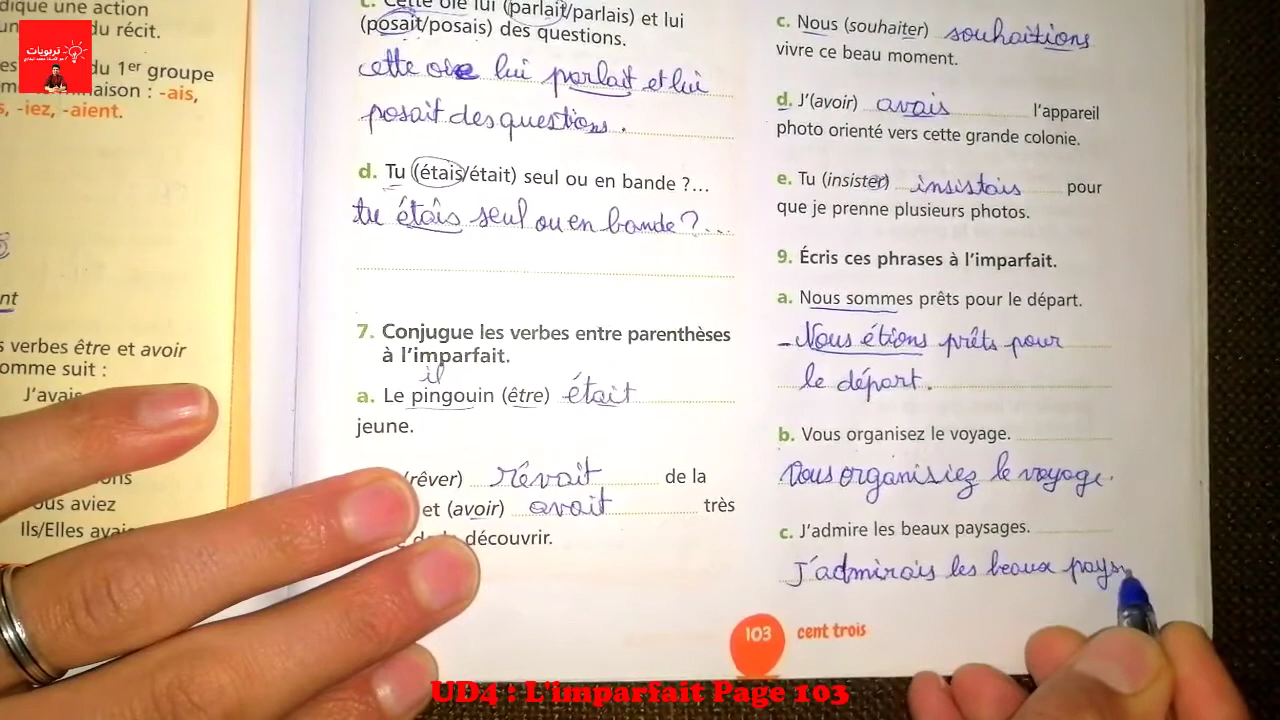 dique une action
du récit.
du 1er groupe
: -ais,
-iez, -aient.
verbes être et avoir
comme suit :
J'avais
ons
ous aviez
Ils/Elles avai
تربويات
c. Cette oie lui (parlait/parlais) et lui
(posait/posais) des questions.
cette oie lui parlait et lui
posait des questions.
d. Tu (étais/était) seul ou en bande ?...
tu étais seul ou en bande ?...
7. Conjugue les verbes entre parenthèses
à l'imparfait.
il
a. Le pingouin (être) était
jeune.
(rêver) rêvait de la
et (avoir) avait très
découvrir.
c. Nous (souhaiter) souhaitions
vivre ce beau moment.
d. J'(avoir) avais l'appareil
photo orienté vers cette grande colonie.
e. Tu (insister) insistais pour
que je prenne plusieurs photos.
9. Écris ces phrases à l'imparfait.
a. Nous sommes prêts pour le départ.
- Nous étions prêts pour
le départ.
b. Vous organisez le voyage.
Vous organisiez le voyage.
c. J'admire les beaux paysages.
J'admirais les beaux pays
103 cent trois
UD4 : L'imparfait Page 103